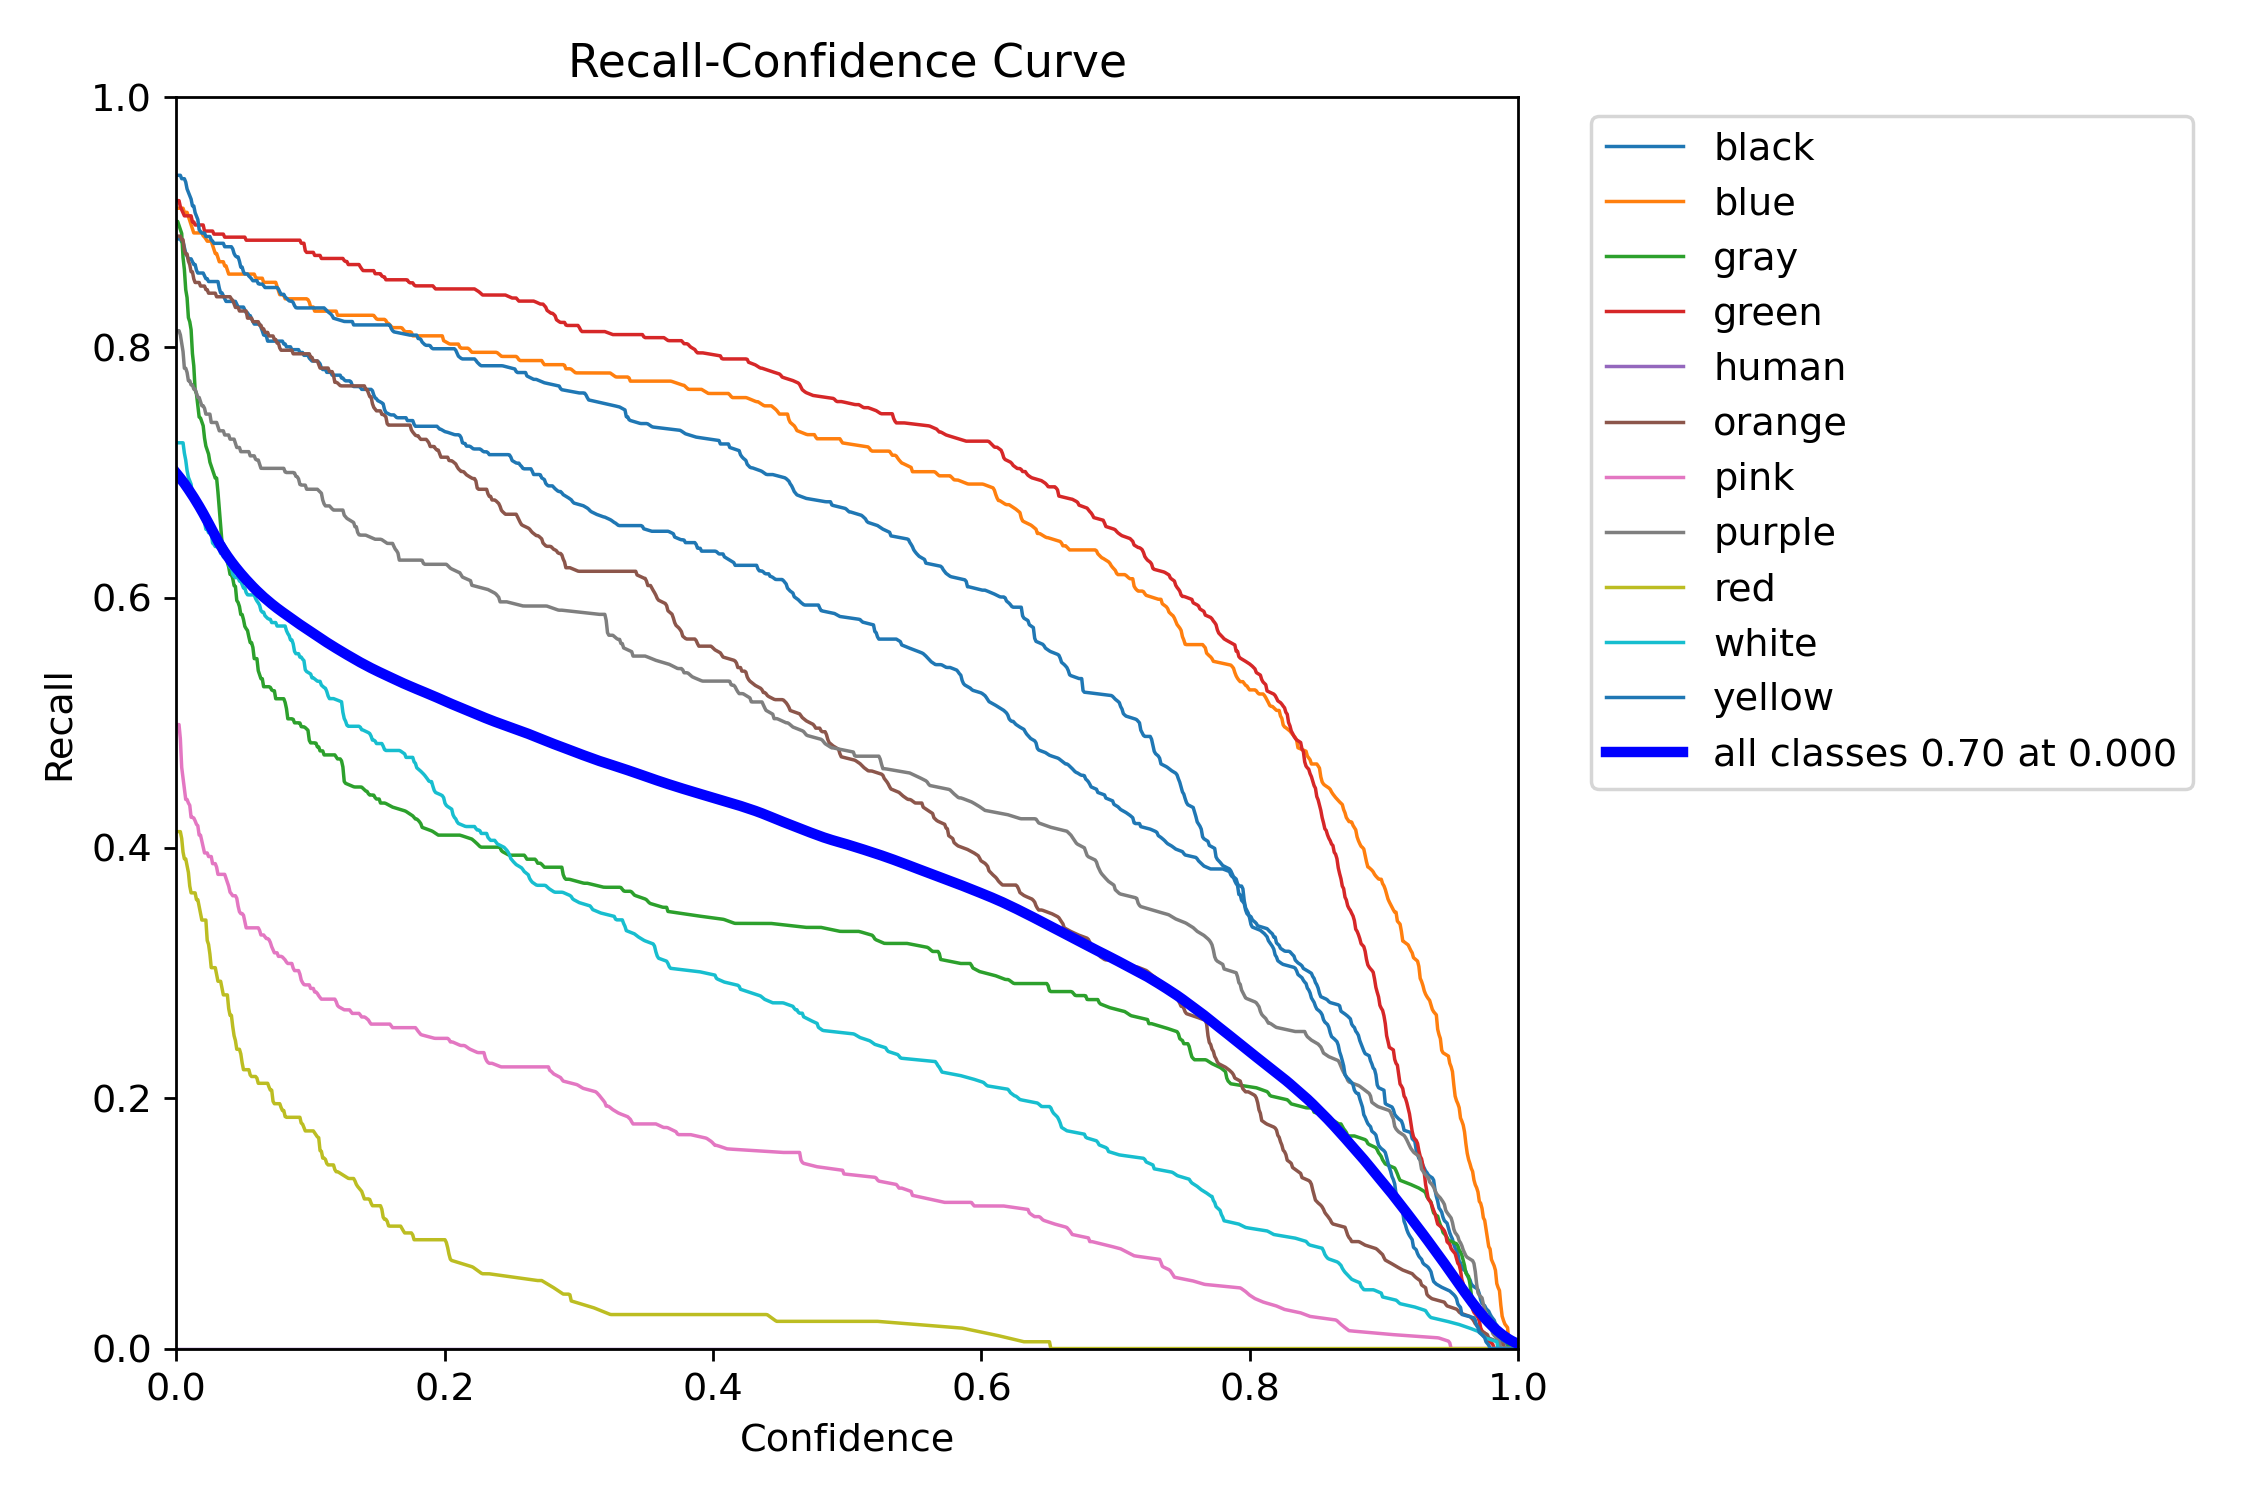 Recall-Confidence Curve
1.0
0.8
0.6
0.4
0.2
0.0
Recall
0.0 0.2 0.4 0.6 0.8 1.0
Confidence
black
blue
gray
green
human
orange
pink
purple
red
white
yellow
all classes 0.70 at 0.000